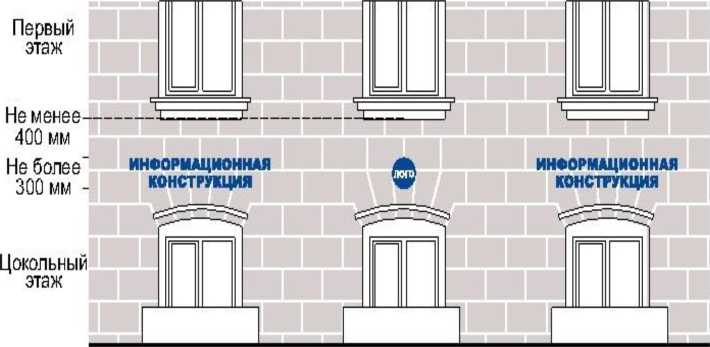 Первый
этаж
Не менее
400 мм
Не более
300 мм
ИНФОРМАЦИОННАЯ
КОНСТРУКЦИЯ
ЛОГО
ИНФОРМАЦИОННАЯ
КОНСТРУКЦИЯ
Цокольный
этаж